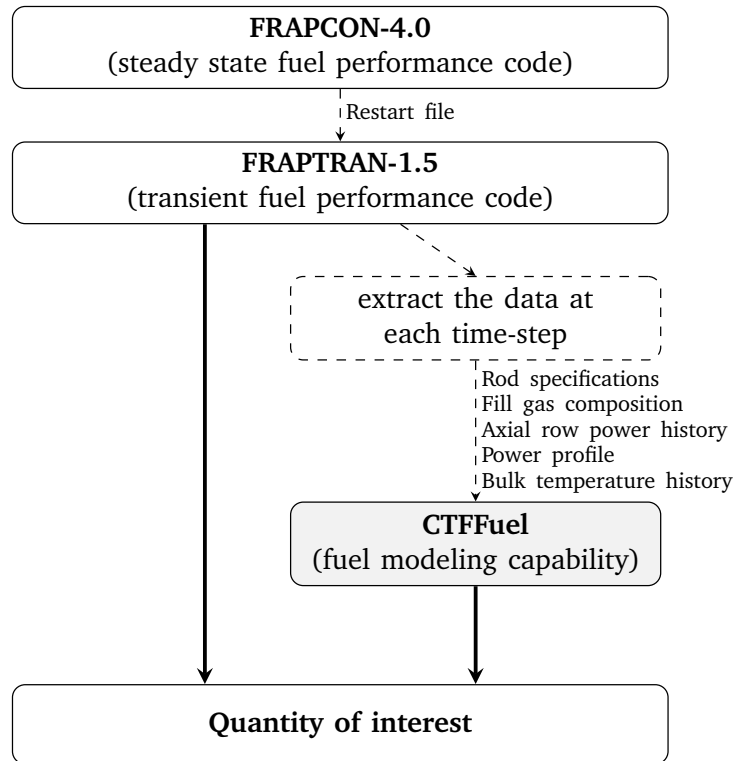 FRAPCON-4.0
(steady state fuel performance code)
Restart file
FRAPTRAN-1.5
(transient fuel performance code)
extract the data at
each time-step
Rod specifications
Fill gas composition
Axial row power history
Power profile
Bulk temperature history
CTFFuel
(fuel modeling capability)
Quantity of interest